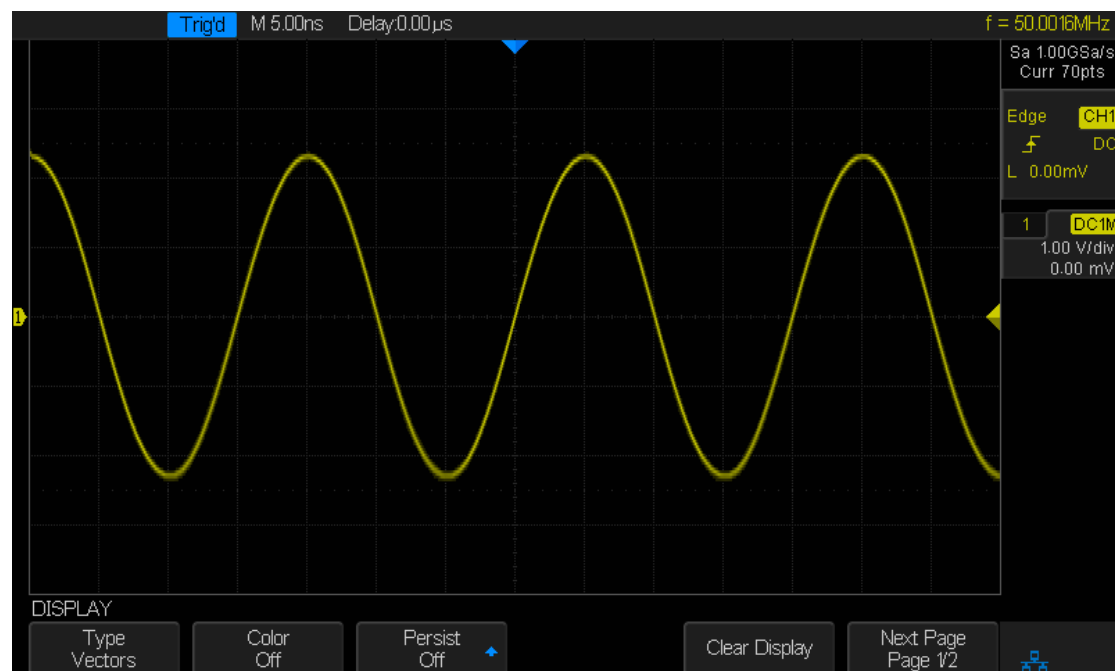 Trig'd M 5.00ns Delay:0.00µs f = 50.0016MHz
Sa 1.00GSa/s
Curr 70pts
Edge CH1
DC
L 0.00mV
1 DC1M
1.00 V/div
0.00 mV
1
DISPLAY
Type
Vectors
Color
Off
Persist
Off
Clear Display
Next Page
Page 1/2